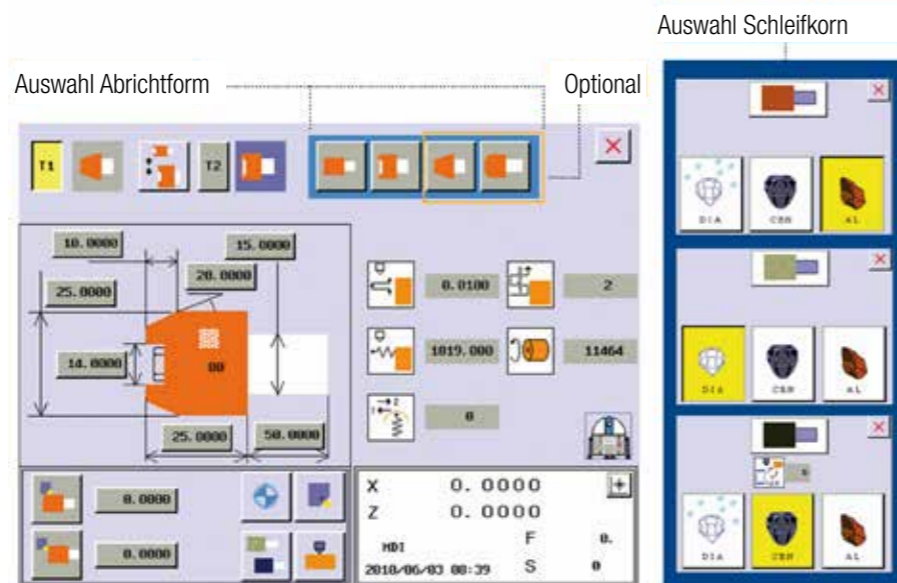 Auswahl Schleifkorn
Auswahl Abrichtform
Optional
T1
T2
10.0000
15.0000
20.0000
25.0000
14.0000
00
25.0000
50.0000
0.0100
2
1019.000
11464
0
0.0000
0.0000
X 0.0000
Z 0.0000
MDI F 0.
2010/06/03 08:39 S 0
DIA CBN AL
DIA CBN AL
0
DIA CBN AL